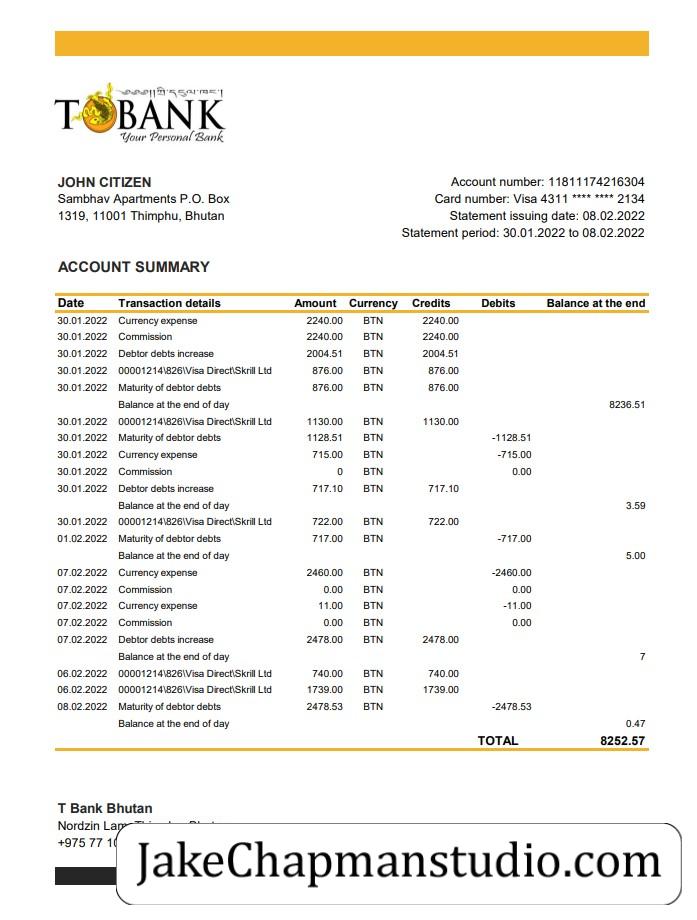 T BANK
Your Personal Bank
JOHN CITIZEN
Sambhav Apartments P.O. Box
1319, 11001 Thimphu, Bhutan
Account number: 11811174216304
Card number: Visa 4311 **** **** 2134
Statement issuing date: 08.02.2022
Statement period: 30.01.2022 to 08.02.2022
ACCOUNT SUMMARY
Date Transaction details Amount Currency Credits Debits Balance at the end
30.01.2022 Currency expense 2240.00 BTN 2240.00
30.01.2022 Commission 2240.00 BTN 2240.00
30.01.2022 Debtor debts increase 2004.51 BTN 2004.51
30.01.2022 00001214\826\Visa Direct\Skrill Ltd 876.00 BTN 876.00
30.01.2022 Maturity of debtor debts 876.00 BTN 876.00
Balance at the end of day 8236.51
30.01.2022 00001214\826\Visa Direct\Skrill Ltd 1130.00 BTN 1130.00
30.01.2022 Maturity of debtor debts 1128.51 BTN -1128.51
30.01.2022 Currency expense 715.00 BTN -715.00
30.01.2022 Commission 0 BTN 0.00
30.01.2022 Debtor debts increase 717.10 BTN 717.10
Balance at the end of day 3.59
30.01.2022 00001214\826\Visa Direct\Skrill Ltd 722.00 BTN 722.00
01.02.2022 Maturity of debtor debts 717.00 BTN -717.00
Balance at the end of day 5.00
07.02.2022 Currency expense 2460.00 BTN -2460.00
07.02.2022 Commission 0.00 BTN 0.00
07.02.2022 Currency expense 11.00 BTN -11.00
07.02.2022 Commission 0.00 BTN 0.00
07.02.2022 Debtor debts increase 2478.00 BTN 2478.00
Balance at the end of day 7
06.02.2022 00001214\826\Visa Direct\Skrill Ltd 740.00 BTN 740.00
06.02.2022 00001214\826\Visa Direct\Skrill Ltd 1739.00 BTN 1739.00
08.02.2022 Maturity of debtor debts 2478.53 BTN -2478.53
Balance at the end of day 0.47
TOTAL 8252.57
T Bank Bhutan
Nordzin Lam
+975 77 10
JakeChapmanstudio.com